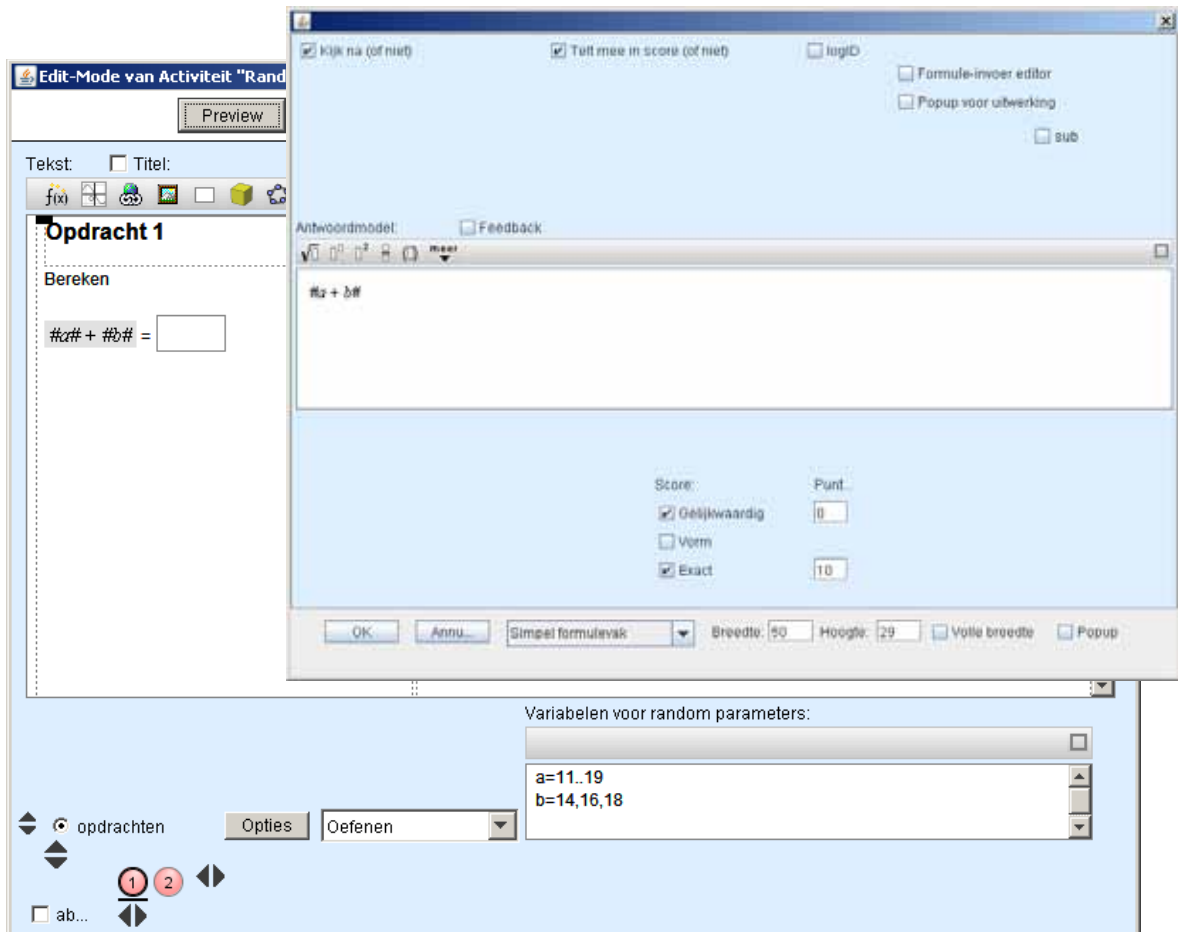 Edit-Mode van Activiteit "Rand
Preview
Tekst: Titel:
f(x)
Opdracht 1
Bereken
#a# + #b# =
Kijk na (of niet) Telt mee in score (of niet) logID
Formule-invoer editor
Popup voor uitwerking
sub
Antwoordmodel: Feedback
meer
#a + b#
Score: Punt...
Gelijkwaardig 0
Vorm
Exact 10
OK Annu... Simpel formulevak Breedte: 50 Hoogte: 29 Volle breedte Popup
Variabelen voor random parameters:
a=11..19
b=14,16,18
opdrachten Opties Oefenen
1 2
ab...